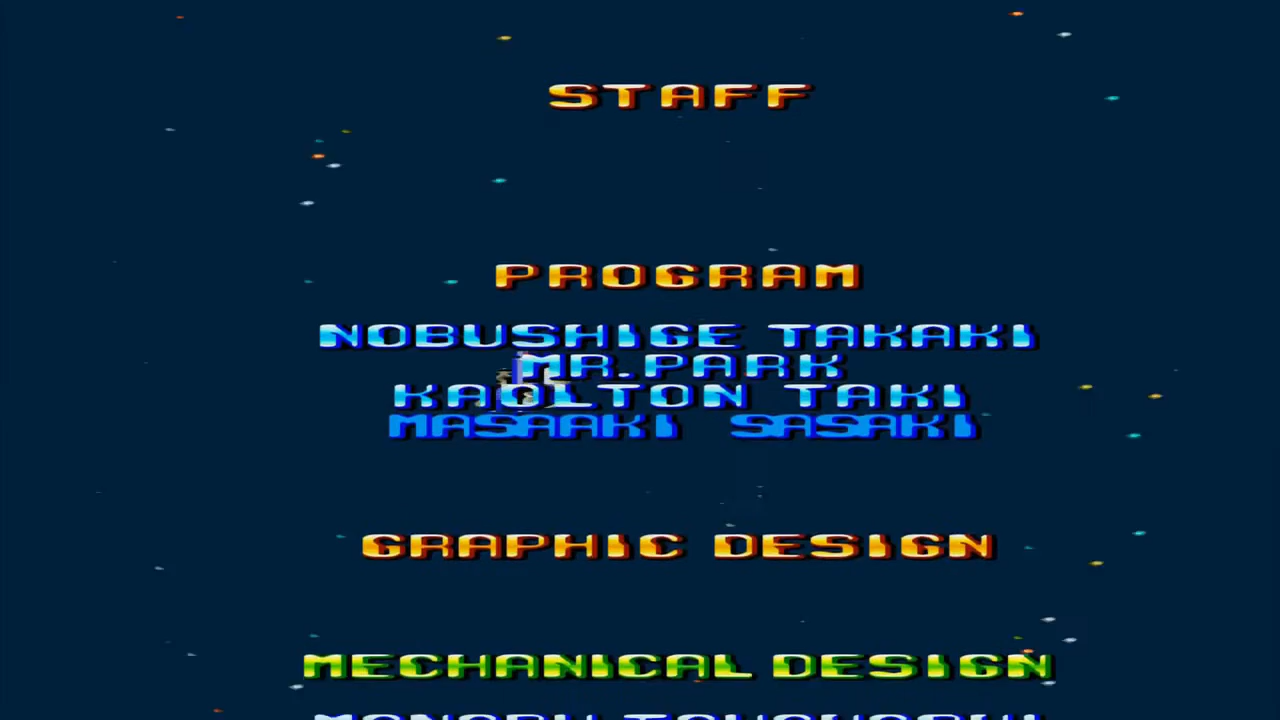 STAFF
PROGRAM
NOBUSHIGE TAKAKI
MR.PARK
KAOLTON TAKI
MASAAKI SASAKI
GRAPHIC DESIGN
MECHANICAL DESIGN